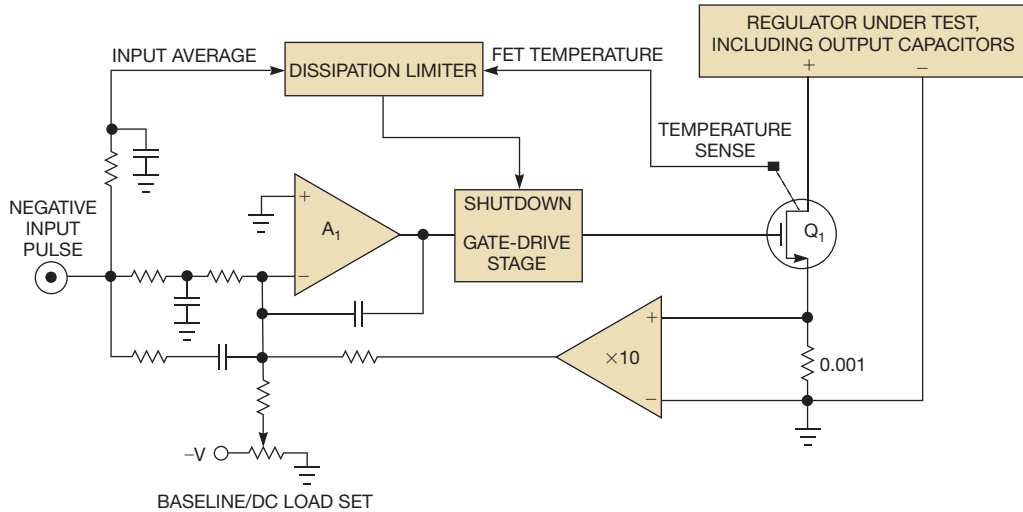 REGULATOR UNDER TEST,
INCLUDING OUTPUT CAPACITORS
+ −
INPUT AVERAGE
DISSIPATION LIMITER
FET TEMPERATURE
TEMPERATURE
SENSE
NEGATIVE
INPUT
PULSE
+
A1
−
SHUTDOWN
GATE-DRIVE
STAGE
Q1
+
×10
−
0.001
−V
BASELINE/DC LOAD SET